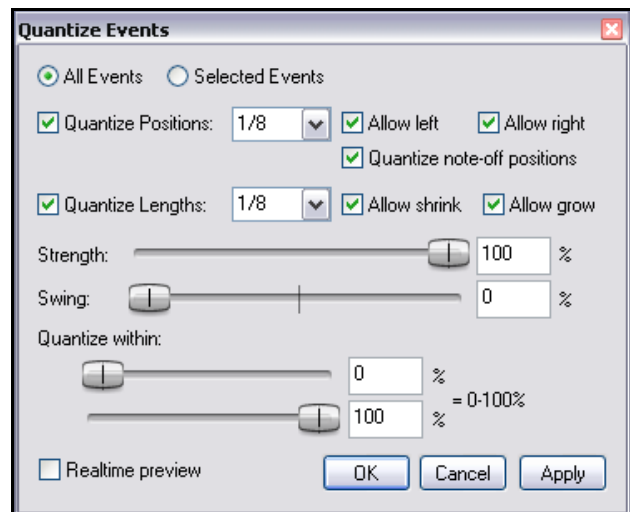 Quantize Events
All Events Selected Events
Quantize Positions: 1/8 Allow left Allow right
Quantize note-off positions
Quantize Lengths: 1/8 Allow shrink Allow grow
Strength: 100 %
Swing: 0 %
Quantize within:
0 %
= 0-100%
100 %
Realtime preview OK Cancel Apply